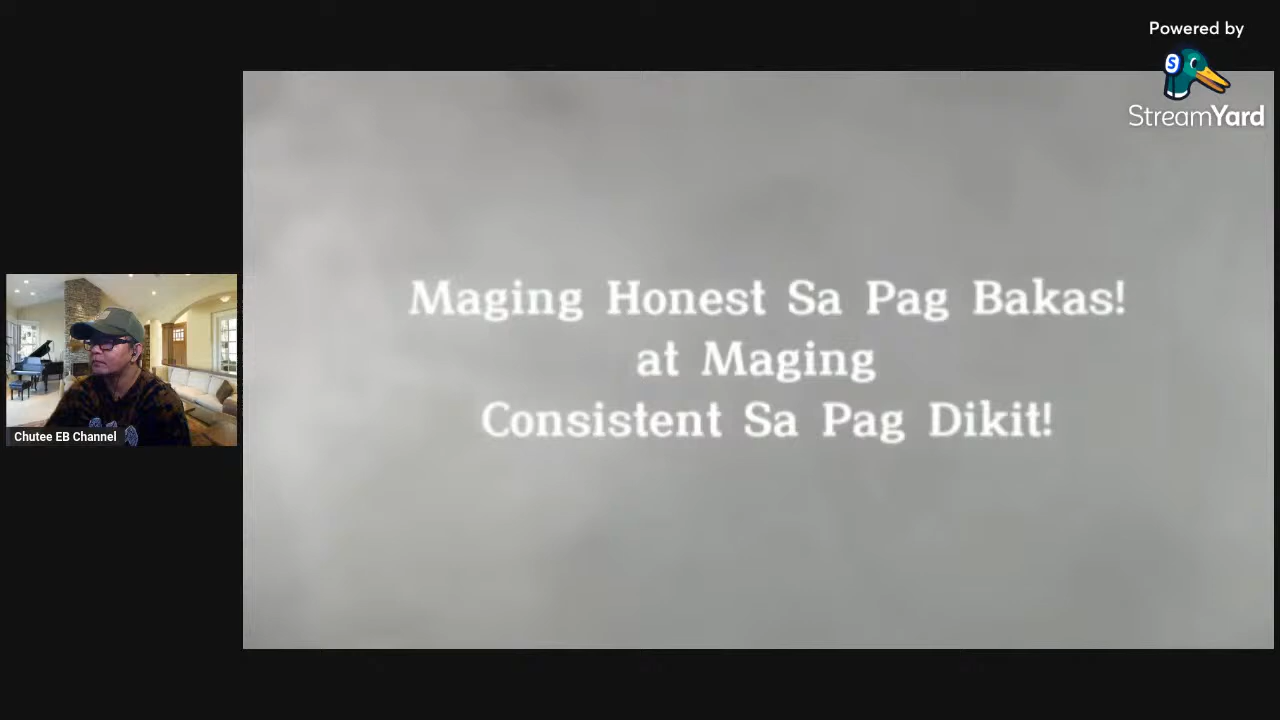 Powered by
S
StreamYard
Maging Honest Sa Pag Bakas!
at Maging
Consistent Sa Pag Dikit!
Chutee EB Channel